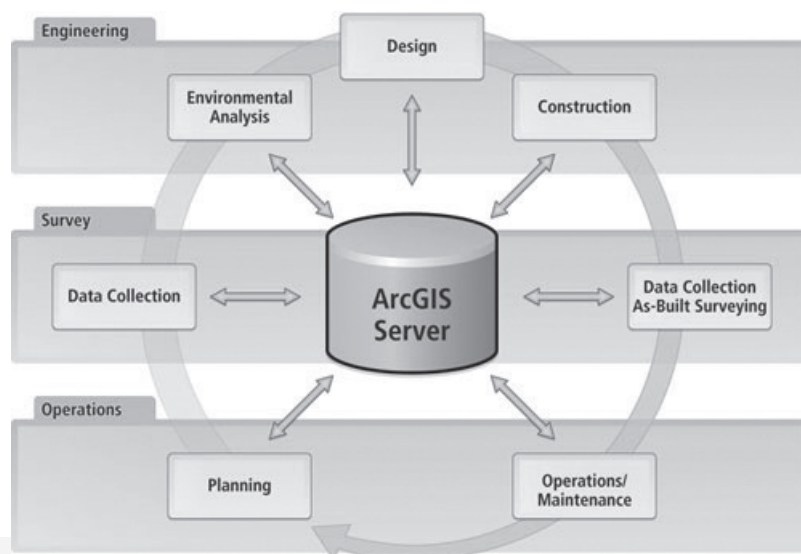 Engineering
Design
Environmental
Analysis
Construction
Survey
Data Collection
ArcGIS
Server
Data Collection
As-Built Surveying
Operations
Planning
Operations/
Maintenance